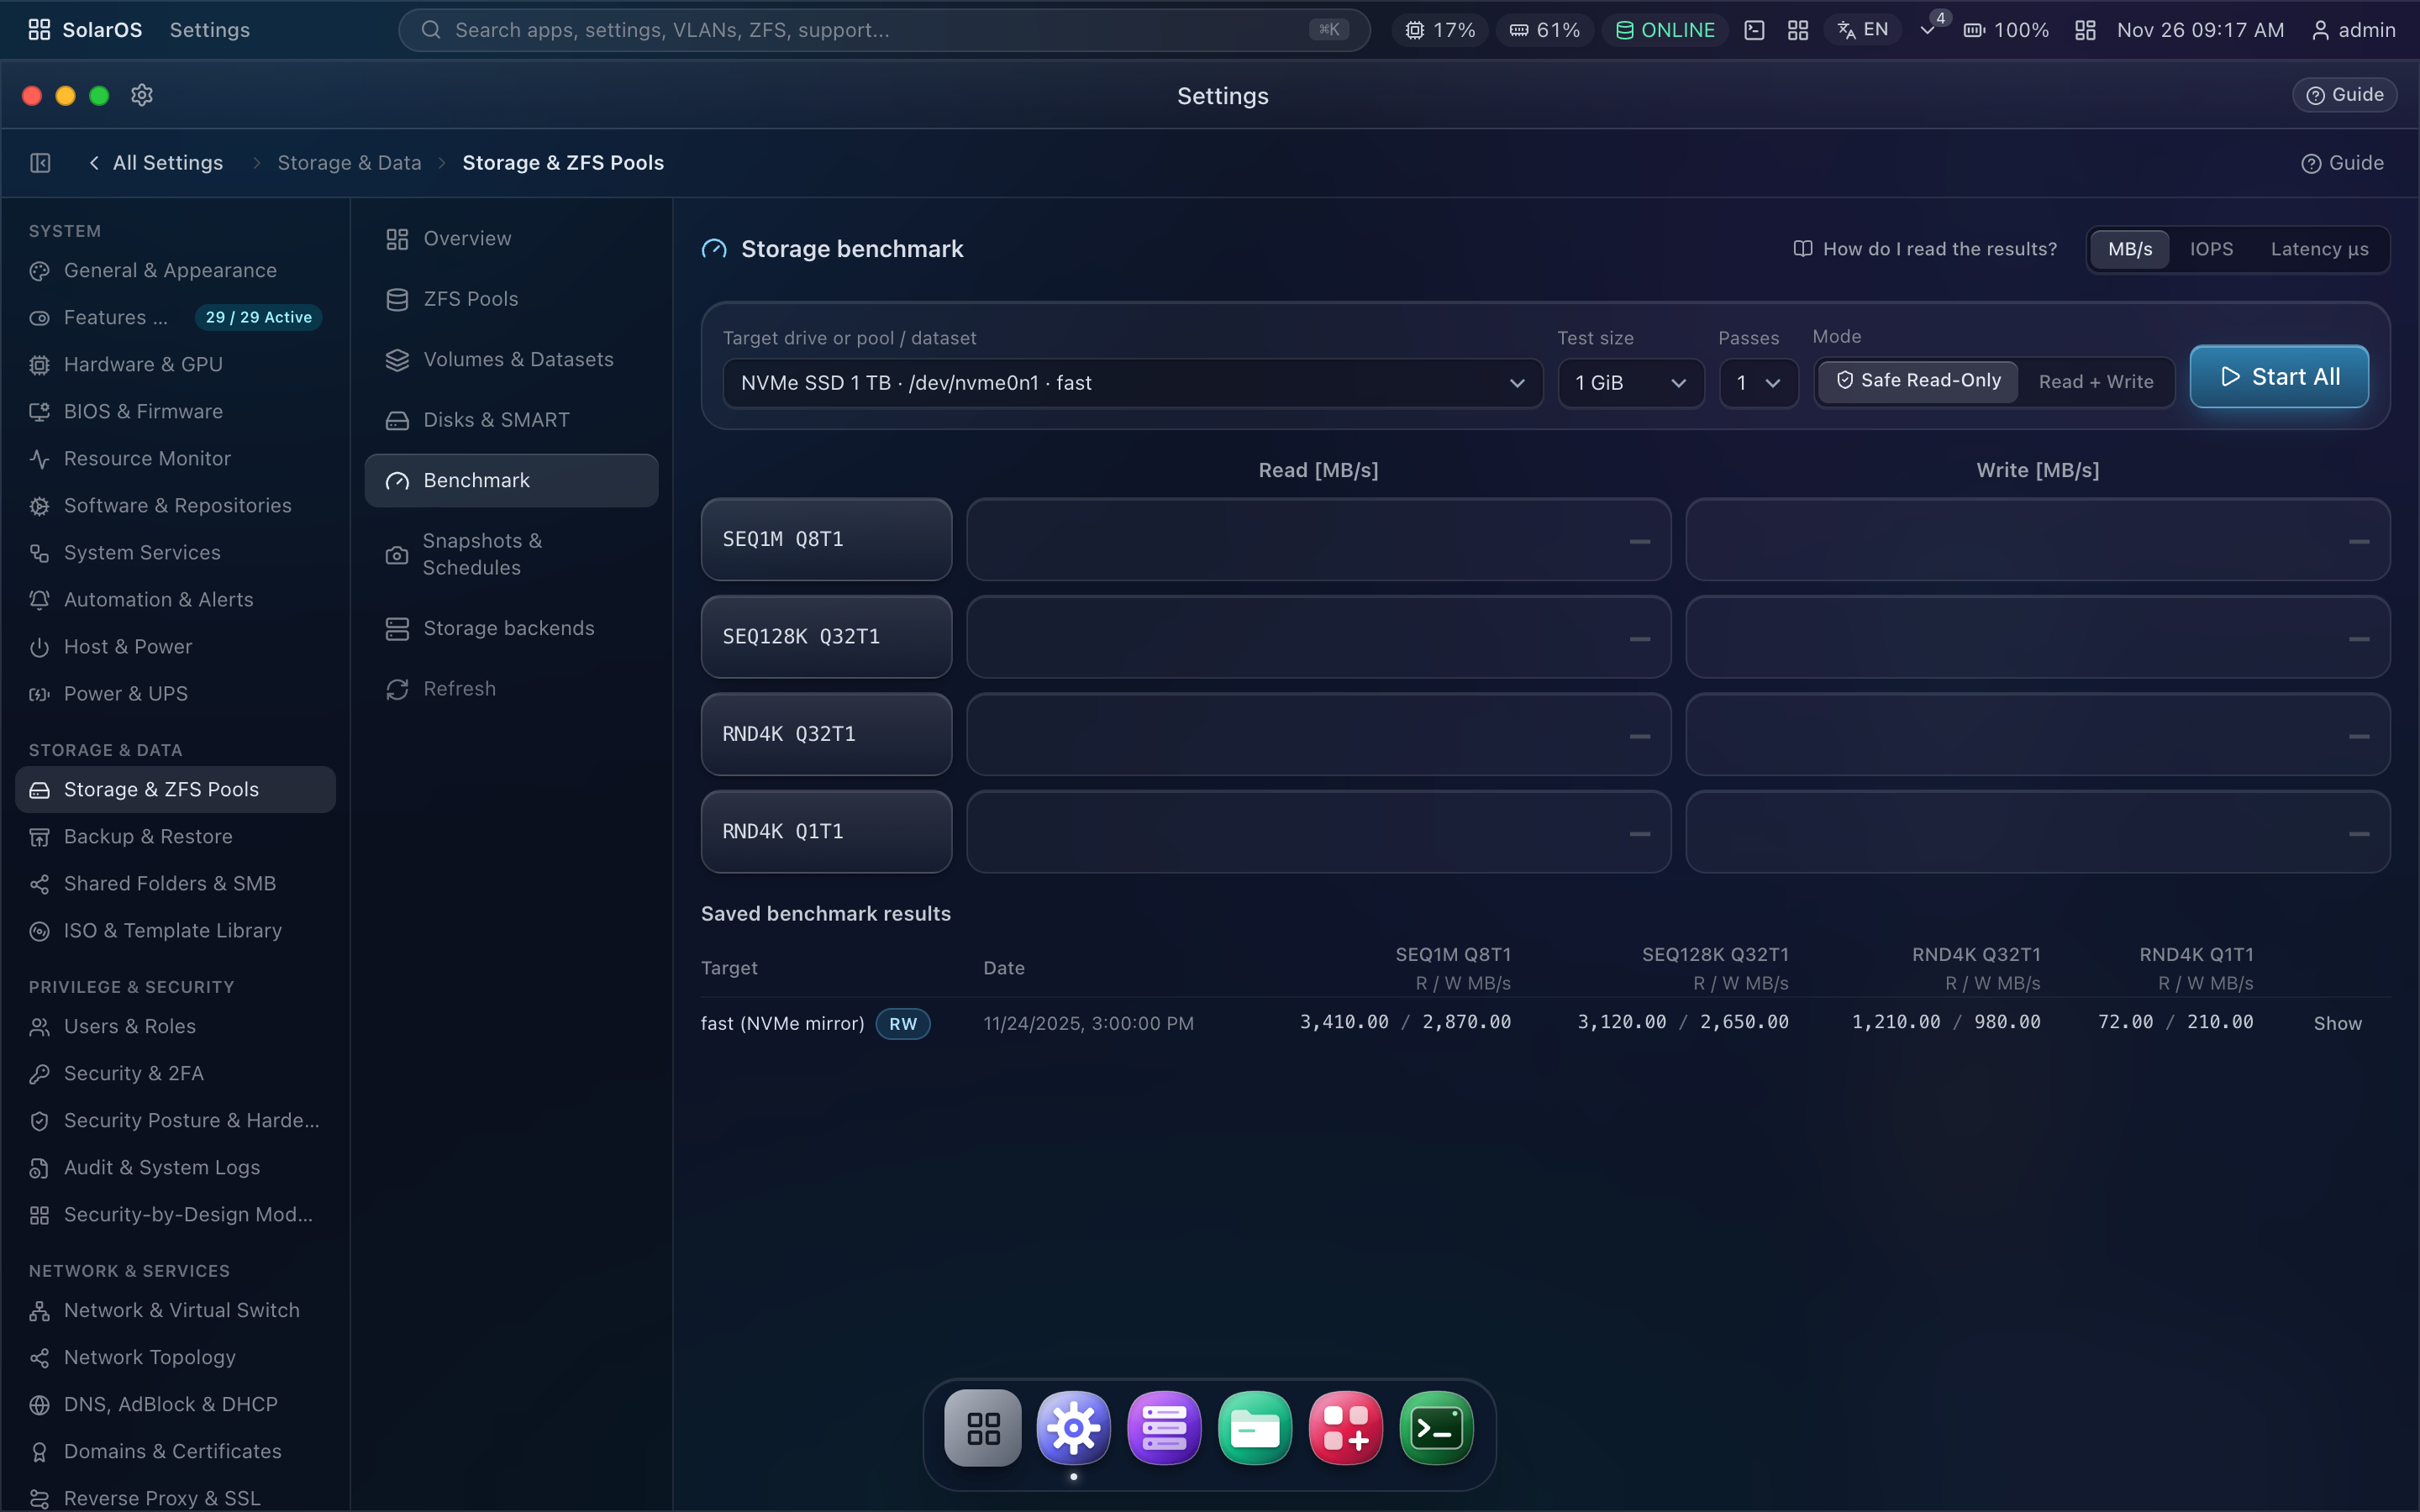 SolarOS Settings Search apps, settings, VLANs, ZFS, support... ⌘K 17% 61% ONLINE EN 4 100% Nov 26 09:17 AM admin
Settings
Guide
All Settings Storage & Data Storage & ZFS Pools
Guide
SYSTEM
General & Appearance
Features ... 29 / 29 Active
Hardware & GPU
BIOS & Firmware
Resource Monitor
Software & Repositories
System Services
Automation & Alerts
Host & Power
Power & UPS
STORAGE & DATA
Storage & ZFS Pools
Backup & Restore
Shared Folders & SMB
ISO & Template Library
PRIVILEGE & SECURITY
Users & Roles
Security & 2FA
Security Posture & Harde...
Audit & System Logs
Security-by-Design Mod...
NETWORK & SERVICES
Network & Virtual Switch
Network Topology
DNS, AdBlock & DHCP
Domains & Certificates
Reverse Proxy & SSL
Overview
ZFS Pools
Volumes & Datasets
Disks & SMART
Benchmark
Snapshots &
Schedules
Storage backends
Refresh
Storage benchmark
How do I read the results?
MB/s IOPS Latency µs
Target drive or pool / dataset Test size Passes Mode
NVMe SSD 1 TB · /dev/nvme0n1 · fast 1 GiB 1 Safe Read-Only Read + Write Start All
Read [MB/s] Write [MB/s]
SEQ1M Q8T1 — —
SEQ128K Q32T1 — —
RND4K Q32T1 — —
RND4K Q1T1 — —
Saved benchmark results
Target Date SEQ1M Q8T1 SEQ128K Q32T1 RND4K Q32T1 RND4K Q1T1
R / W MB/s R / W MB/s R / W MB/s R / W MB/s
fast (NVMe mirror) RW 11/24/2025, 3:00:00 PM 3,410.00 / 2,870.00 3,120.00 / 2,650.00 1,210.00 / 980.00 72.00 / 210.00 Show